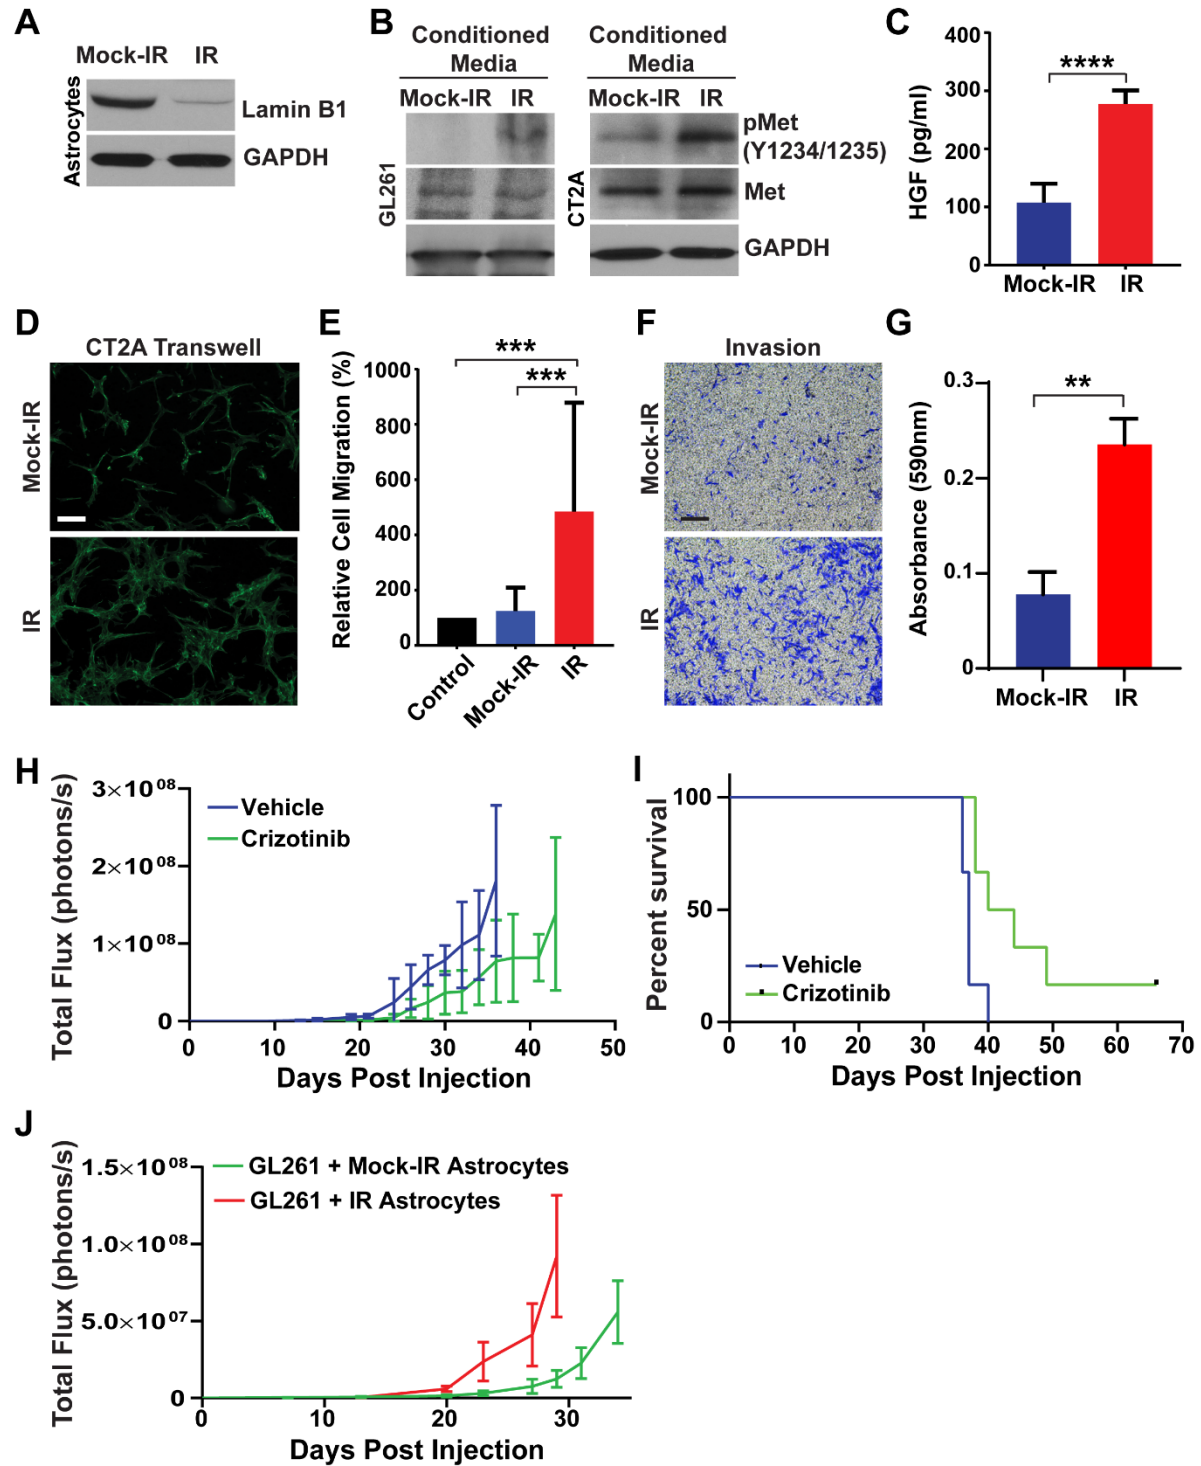 A
Mock-IR IR
Astrocytes
Lamin B1
GAPDH
B
Conditioned Media
Mock-IR IR
GL261
Conditioned Media
Mock-IR IR
CT2A
pMet (Y1234/1235)
Met
GAPDH
C
HGF (pg/ml)
400
300
200
100
0
****
Mock-IR IR
D
CT2A Transwell
Mock-IR
IR
E
Relative Cell Migration (%)
1000
800
600
400
200
0
***
***
Control
Mock-IR
IR
F
Invasion
Mock-IR
IR
G
Absorbance (590nm)
0.3
0.2
0.1
0
**
Mock-IR IR
H
Total Flux (photons/s)
3×10⁰⁸
2×10⁰⁸
1×10⁰⁸
0
Vehicle
Crizotinib
0 10 20 30 40 50
Days Post Injection
I
Percent survival
100
50
0
Vehicle
Crizotinib
0 10 20 30 40 50 60 70
Days Post Injection
J
Total Flux (photons/s)
1.5×10⁰⁸
1.0×10⁰⁸
5.0×10⁰⁷
0
GL261 + Mock-IR Astrocytes
GL261 + IR Astrocytes
0 10 20 30
Days Post Injection